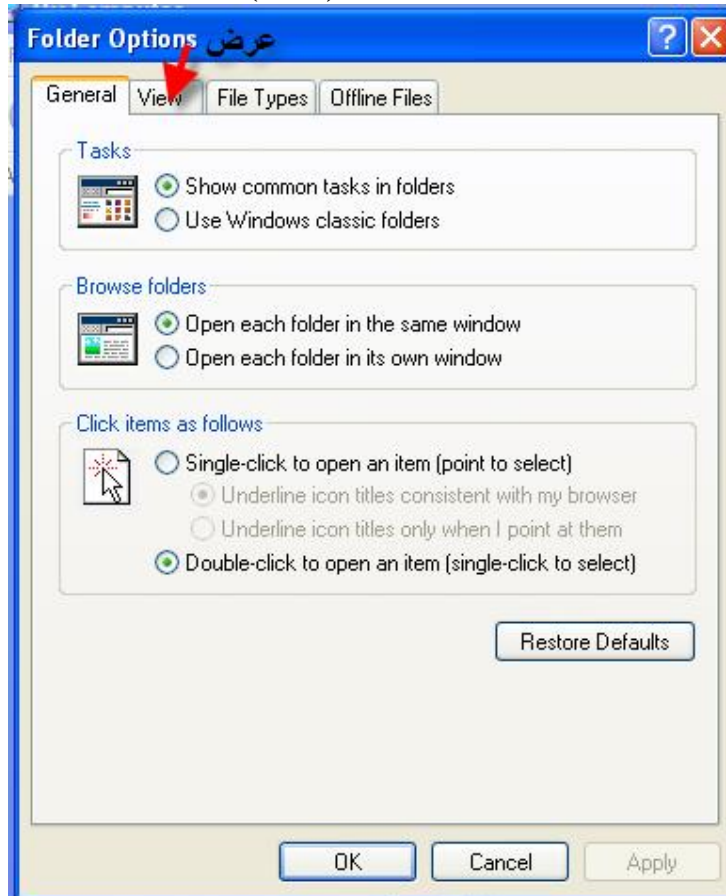 Folder Options عرض
General View File Types Offline Files
Tasks
Show common tasks in folders
Use Windows classic folders
Browse folders
Open each folder in the same window
Open each folder in its own window
Click items as follows
Single-click to open an item (point to select)
Underline icon titles consistent with my browser
Underline icon titles only when I point at them
Double-click to open an item (single-click to select)
Restore Defaults
OK Cancel Apply